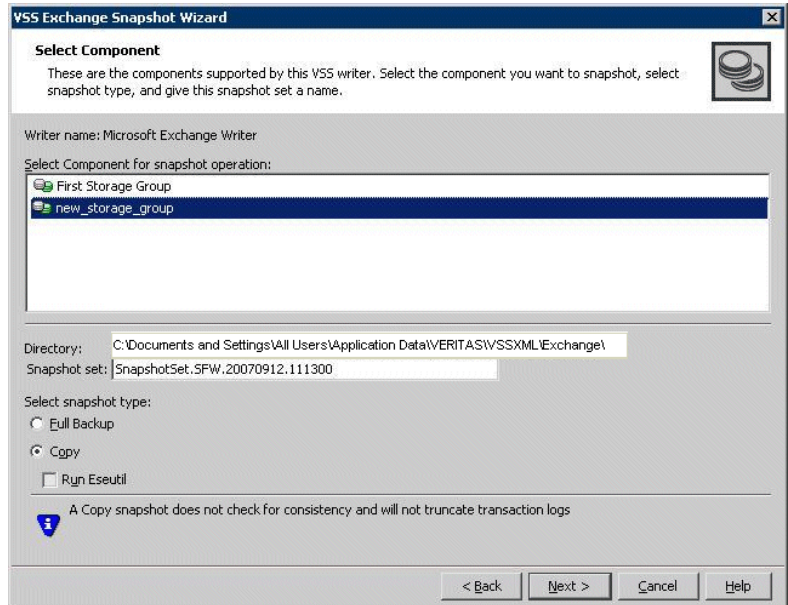 VSS Exchange Snapshot Wizard
Select Component
These are the components supported by this VSS writer. Select the component you want to snapshot, select
snapshot type, and give this snapshot set a name.
Writer name: Microsoft Exchange Writer
Select Component for snapshot operation:
First Storage Group
new_storage_group
Directory: C:\Documents and Settings\All Users\Application Data\VERITAS\VSSXML\Exchange\
Snapshot set: SnapshotSet.SFW.20070912.111300
Select snapshot type:
Full Backup
Copy
Run Eseutil
A Copy snapshot does not check for consistency and will not truncate transaction logs
< Back Next > Cancel Help